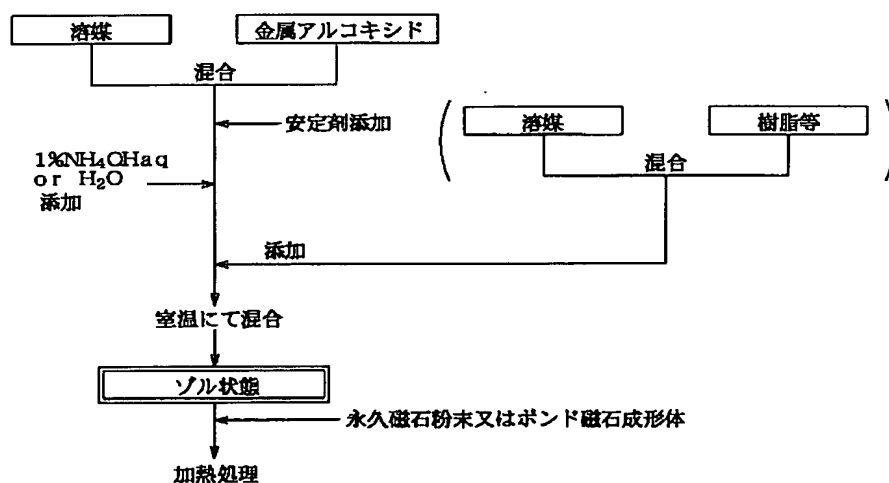 溶媒
金属アルコキシド
混合
安定剤添加
溶媒
樹脂等
混合
1%NH₄OHaq
or H₂O
添加
添加
室温にて混合
ゾル状態
永久磁石粉末又はボンド磁石成形体
加熱処理